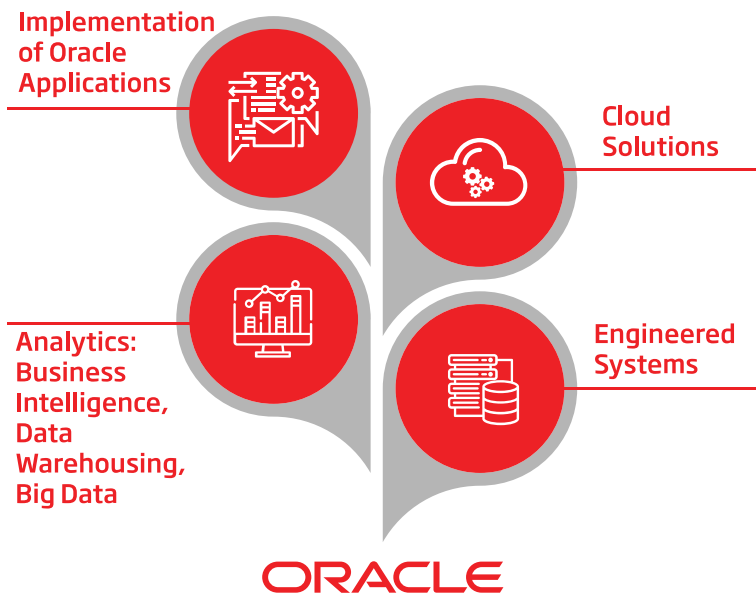 Implementation
of Oracle
Applications
Cloud
Solutions
Analytics:
Business
Intelligence,
Data
Warehousing,
Big Data
Engineered
Systems
ORACLE